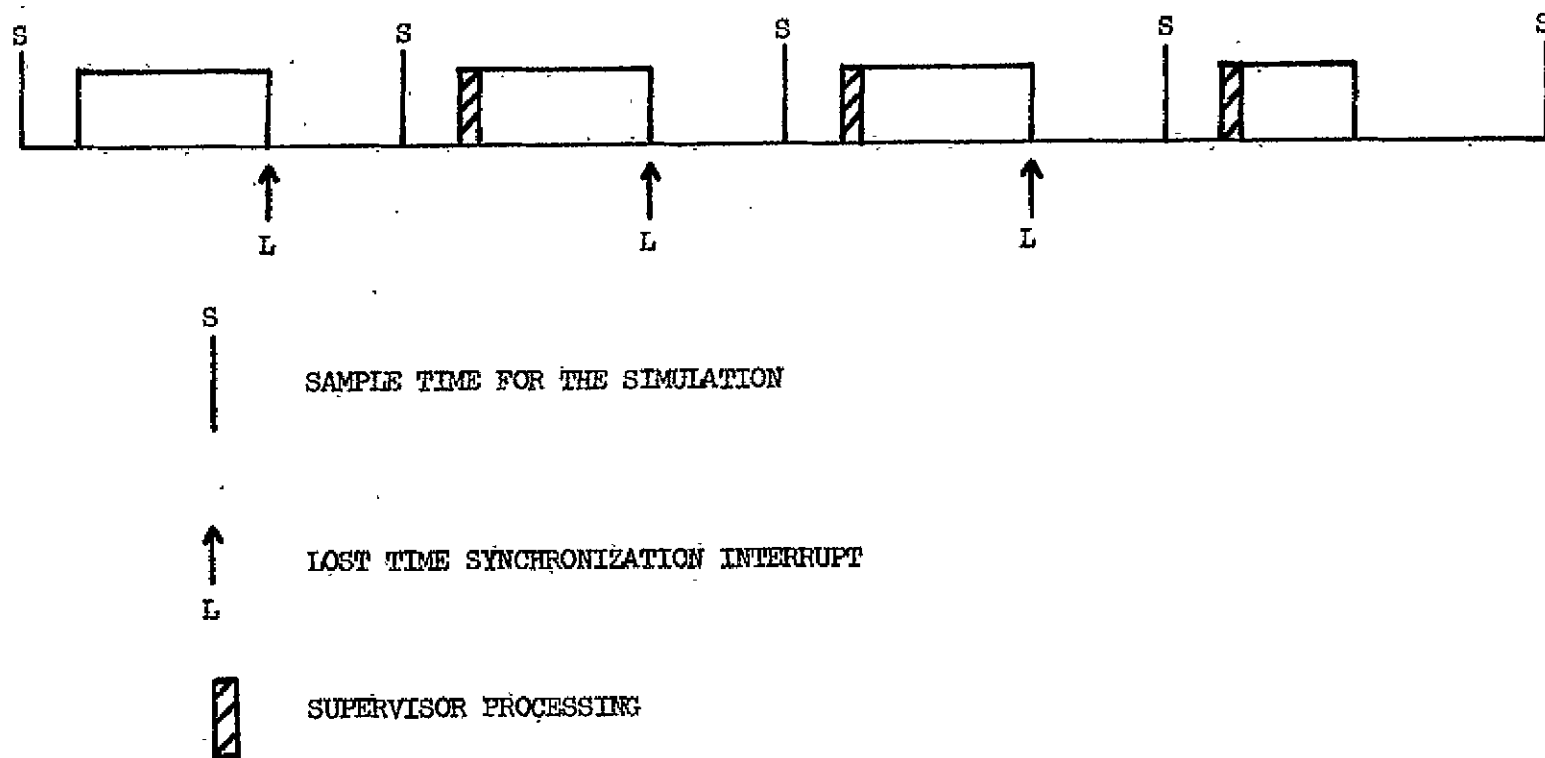 S S S S S
L L L
S
SAMPLE TIME FOR THE SIMULATION
LOST TIME SYNCHRONIZATION INTERRUPT
L
SUPERVISOR PROCESSING